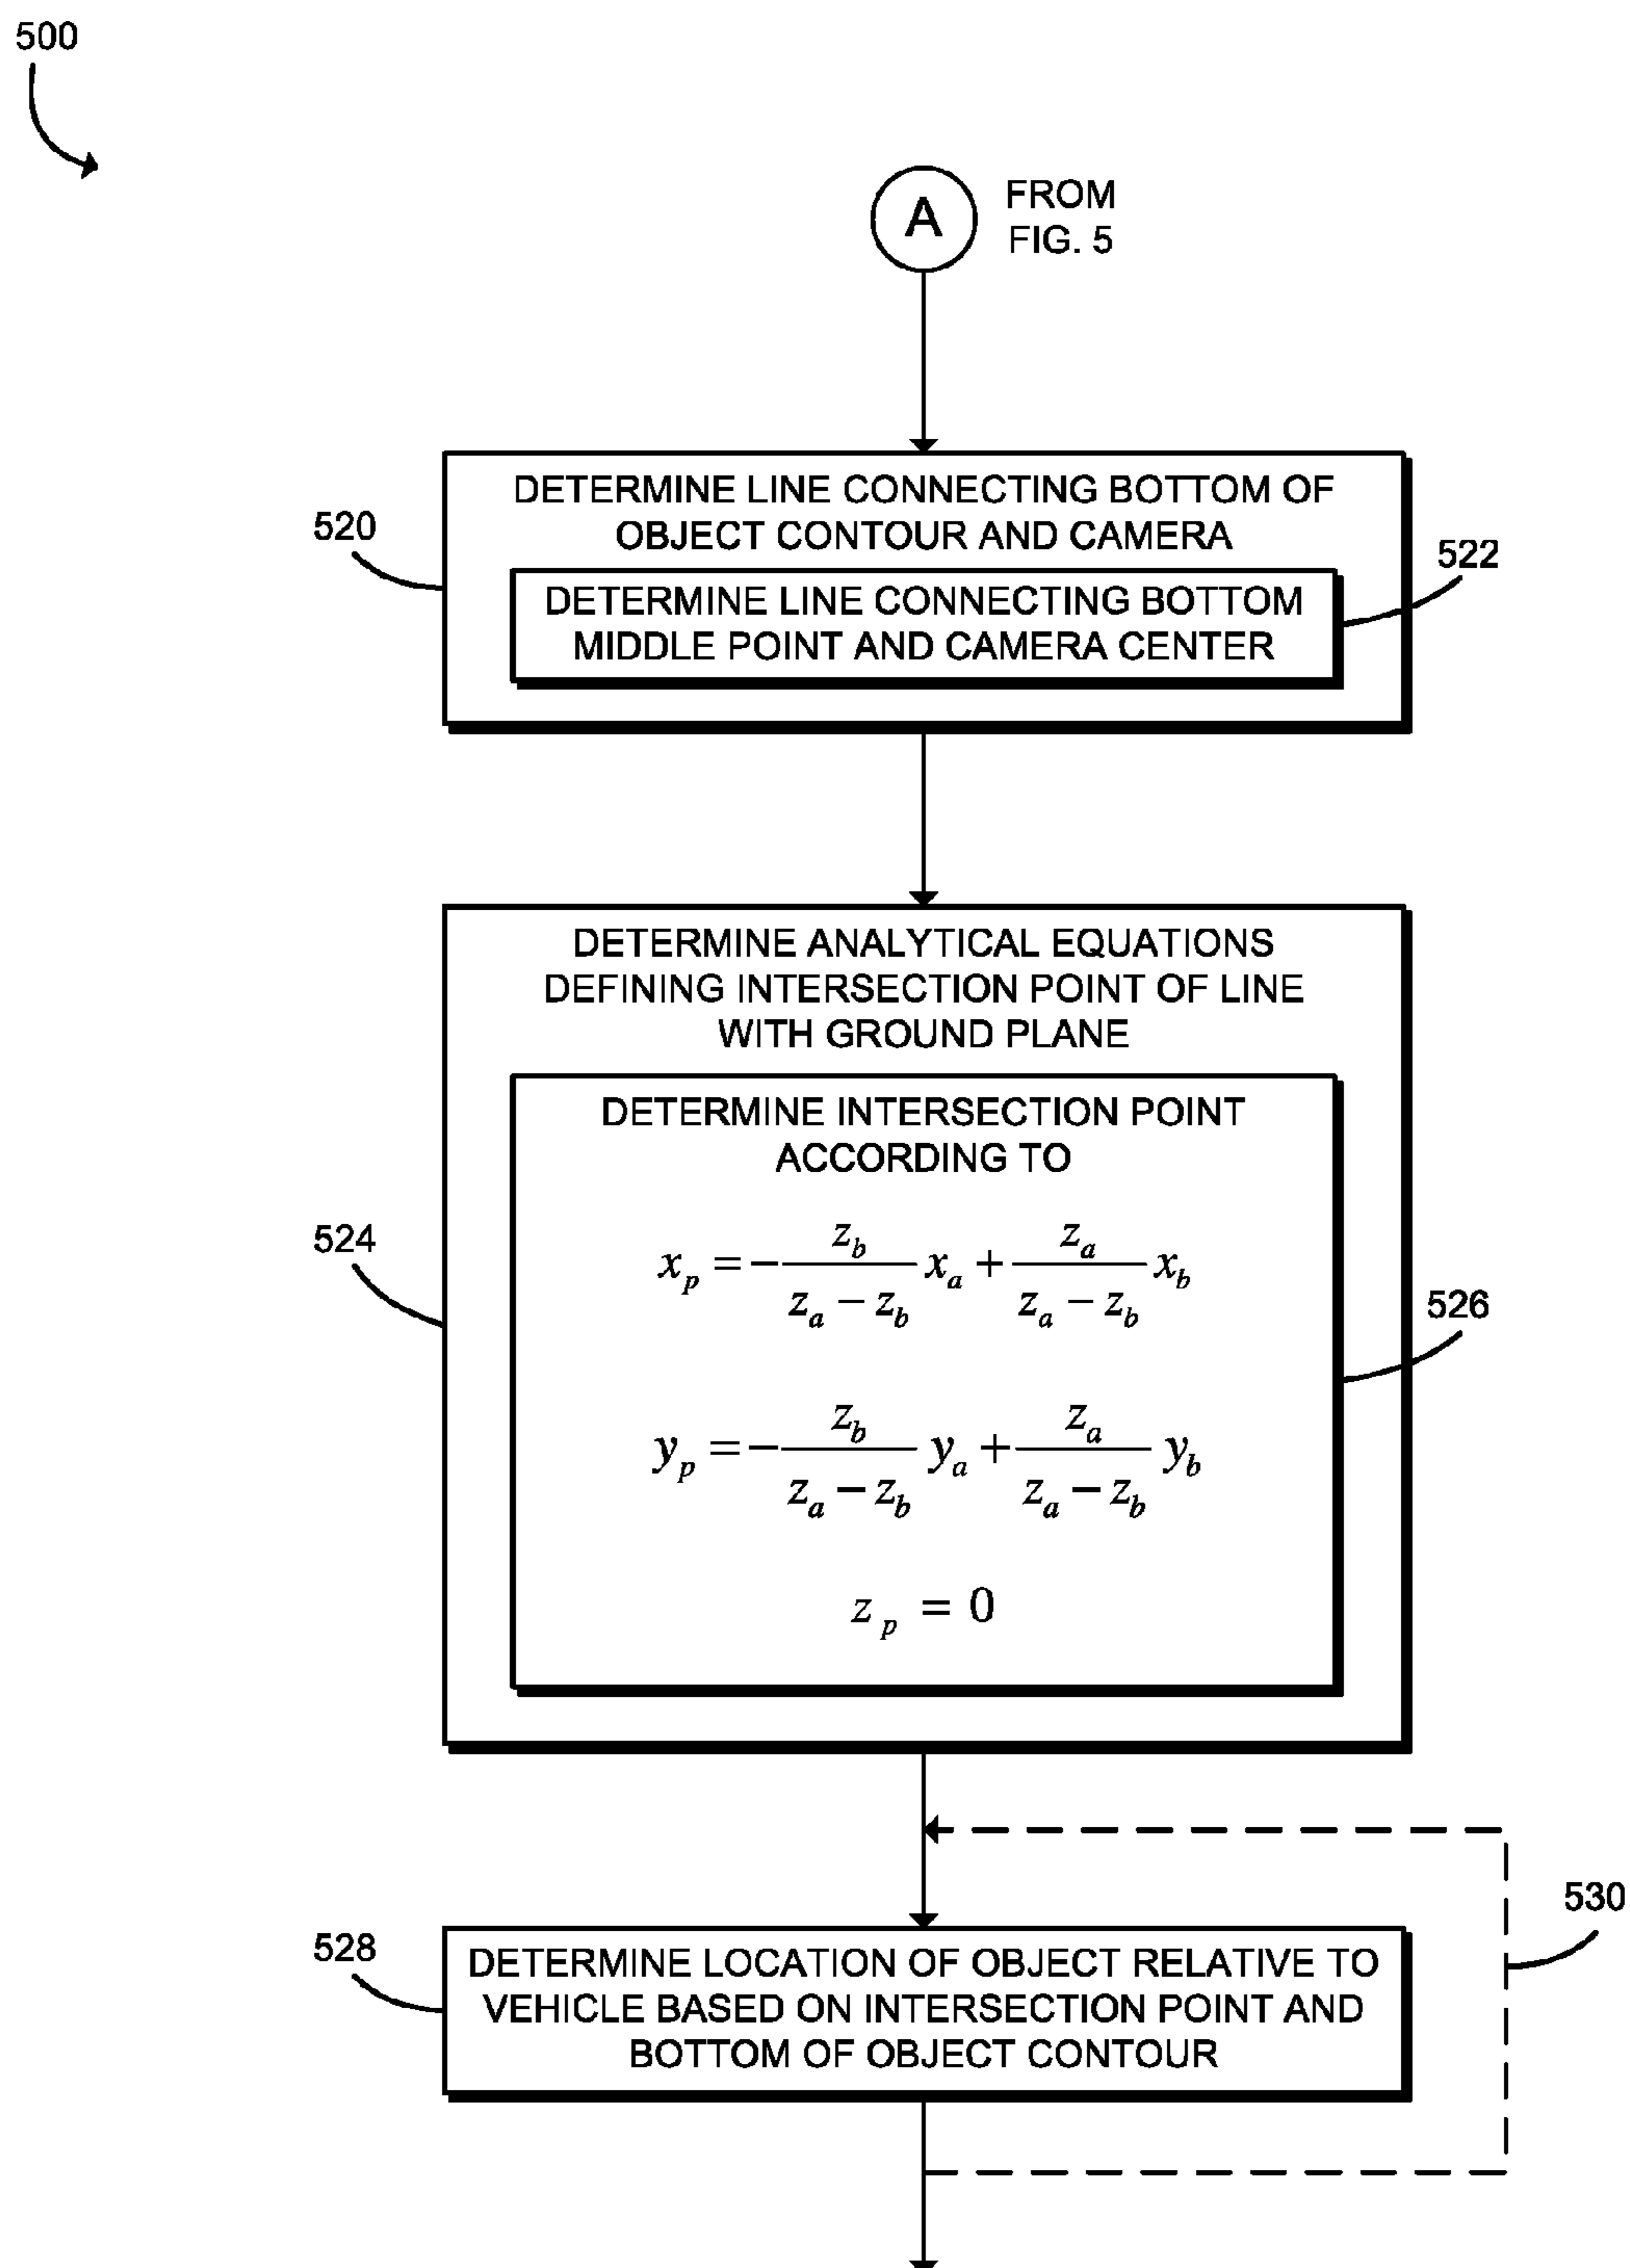 500
A
FROM
FIG. 5
DETERMINE LINE CONNECTING BOTTOM OF
OBJECT CONTOUR AND CAMERA
520
522
DETERMINE LINE CONNECTING BOTTOM
MIDDLE POINT AND CAMERA CENTER
DETERMINE ANALYTICAL EQUATIONS
DEFINING INTERSECTION POINT OF LINE
WITH GROUND PLANE
DETERMINE INTERSECTION POINT
ACCORDING TO
524
x_p = -\frac{z_b}{z_a - z_b} x_a + \frac{z_a}{z_a - z_b} x_b
526
y_p = -\frac{z_b}{z_a - z_b} y_a + \frac{z_a}{z_a - z_b} y_b
z_p = 0
530
528
DETERMINE LOCATION OF OBJECT RELATIVE TO
VEHICLE BASED ON INTERSECTION POINT AND
BOTTOM OF OBJECT CONTOUR